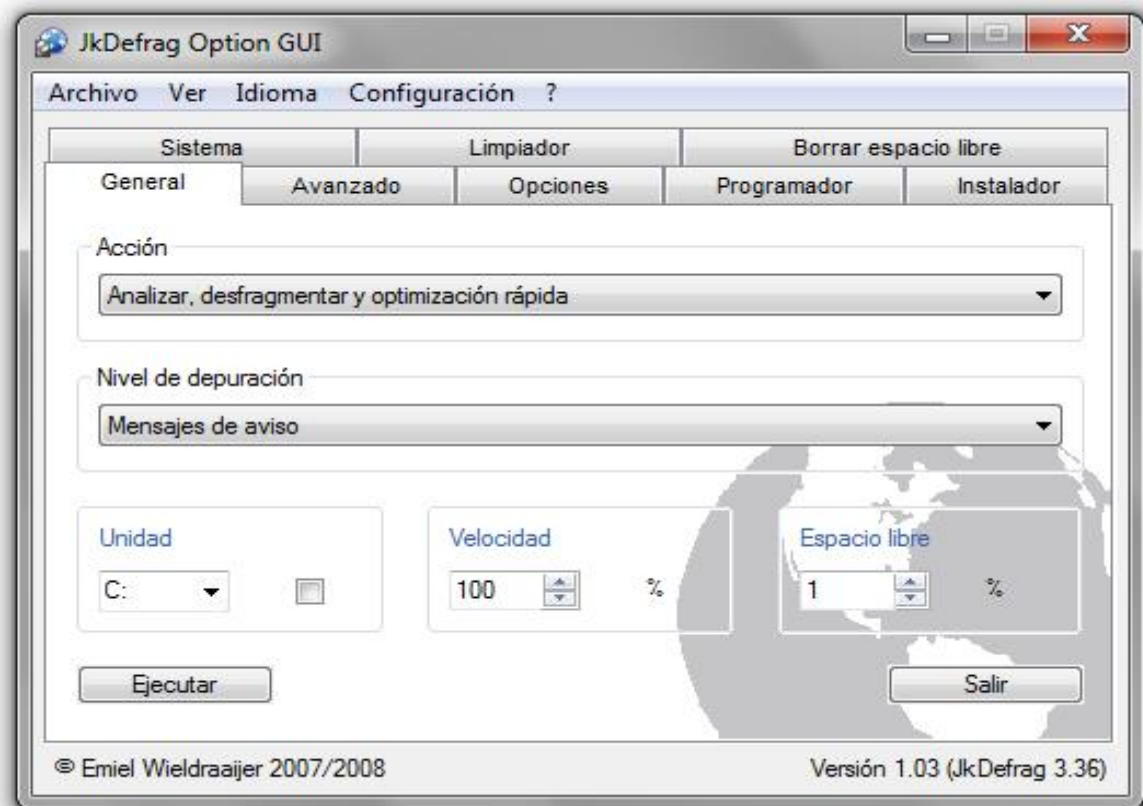 JkDefrag Option GUI
Archivo Ver Idioma Configuración ?
Sistema Limpiador Borrar espacio libre
General Avanzado Opciones Programador Instalador
Acción
Analizar, desfragmentar y optimización rápida
Nivel de depuración
Mensajes de aviso
Unidad Velocidad Espacio libre
C: 100 % 1 %
Ejecutar Salir
© Emiel Wieldraaijer 2007/2008 Versión 1.03 (JkDefrag 3.36)